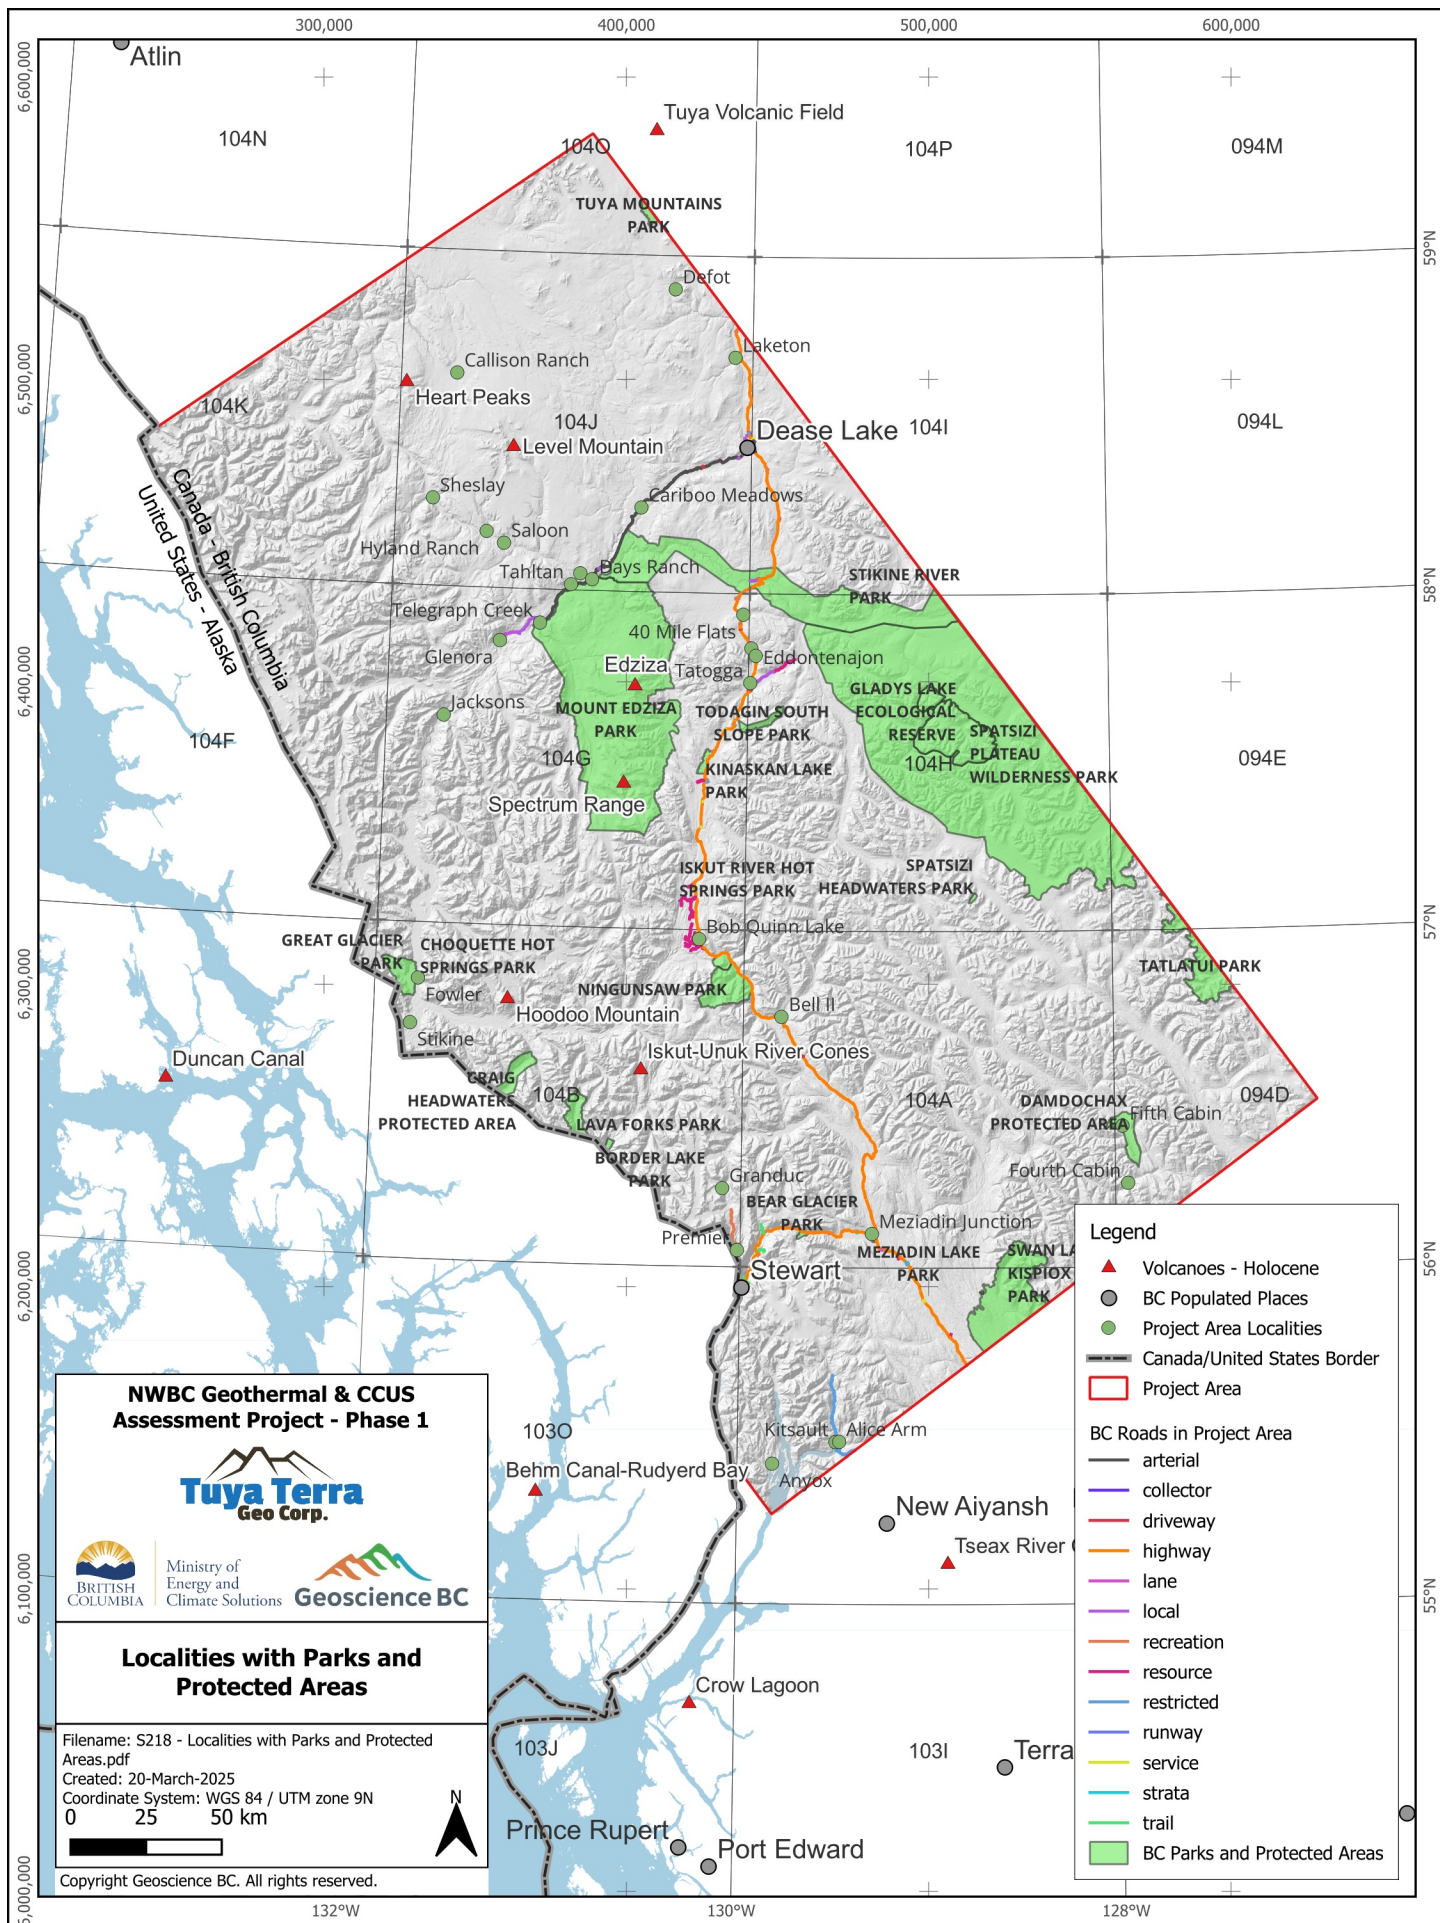 300,000
400,000
500,000
600,000
6,600,000
6,500,000
6,400,000
6,300,000
6,200,000
6,100,000
59°N
58°N
57°N
56°N
55°N
132°W
130°W
128°W
Atlin
Tuya Volcanic Field
104N
104O
104P
094M
TUYA MOUNTAINS
PARK
Defot
Laketon
Callison Ranch
Heart Peaks
104K
104J
Dease Lake
104I
094L
Level Mountain
Sheslay
Cariboo Meadows
Saloon
Hyland Ranch
Canada - British Columbia
United States - Alaska
Tahltan
Days Ranch
STIKINE RIVER
PARK
Telegraph Creek
40 Mile Flats
Glenora
Edziza
Tatogga
Eddontenajon
Jacksons
MOUNT EDZIZA
PARK
TODAGIN SOUTH
SLOPE PARK
GLADYS LAKE
ECOLOGICAL
RESERVE
SPATSIZI
PLATEAU
WILDERNESS PARK
104F
104G
104H
094E
KINASKAN LAKE
PARK
Spectrum Range
ISKUT RIVER HOT
SPRINGS PARK
SPATSIZI
HEADWATERS PARK
Bob Quinn Lake
GREAT GLACIER
PARK
CHOQUETTE HOT
SPRINGS PARK
TATLATUI PARK
Fowler
NINGUNSAW PARK
Hoodoo Mountain
Bell II
Stikine
Duncan Canal
Iskut-Unuk River Cones
CRAIG
HEADWATERS
PROTECTED AREA
104B
104A
094D
DAMDOCHAX
PROTECTED AREA
Fifth Cabin
LAVA FORKS PARK
BORDER LAKE
PARK
Fourth Cabin
Granduc
BEAR GLACIER
PARK
Meziadin Junction
Premier
MEZIADIN LAKE
PARK
SWAN LA
KISPIOX
PARK
Stewart
103O
Kitsault
Alice Arm
Anyox
Behm Canal-Rudyerd Bay
New Aiyansh
Tseax River
Crow Lagoon
103J
103I
Terra
Prince Rupert
Port Edward
Legend
Volcanoes - Holocene
BC Populated Places
Project Area Localities
Canada/United States Border
Project Area
BC Roads in Project Area
arterial
collector
driveway
highway
lane
local
recreation
resource
restricted
runway
service
strata
trail
BC Parks and Protected Areas
NWBC Geothermal & CCUS
Assessment Project - Phase 1
Tuya Terra
Geo Corp.
BRITISH
COLUMBIA
Ministry of
Energy and
Climate Solutions
Geoscience BC
Localities with Parks and
Protected Areas
Filename: S218 - Localities with Parks and Protected
Areas.pdf
Created: 20-March-2025
Coordinate System: WGS 84 / UTM zone 9N
0 25 50 km
N
Copyright Geoscience BC. All rights reserved.